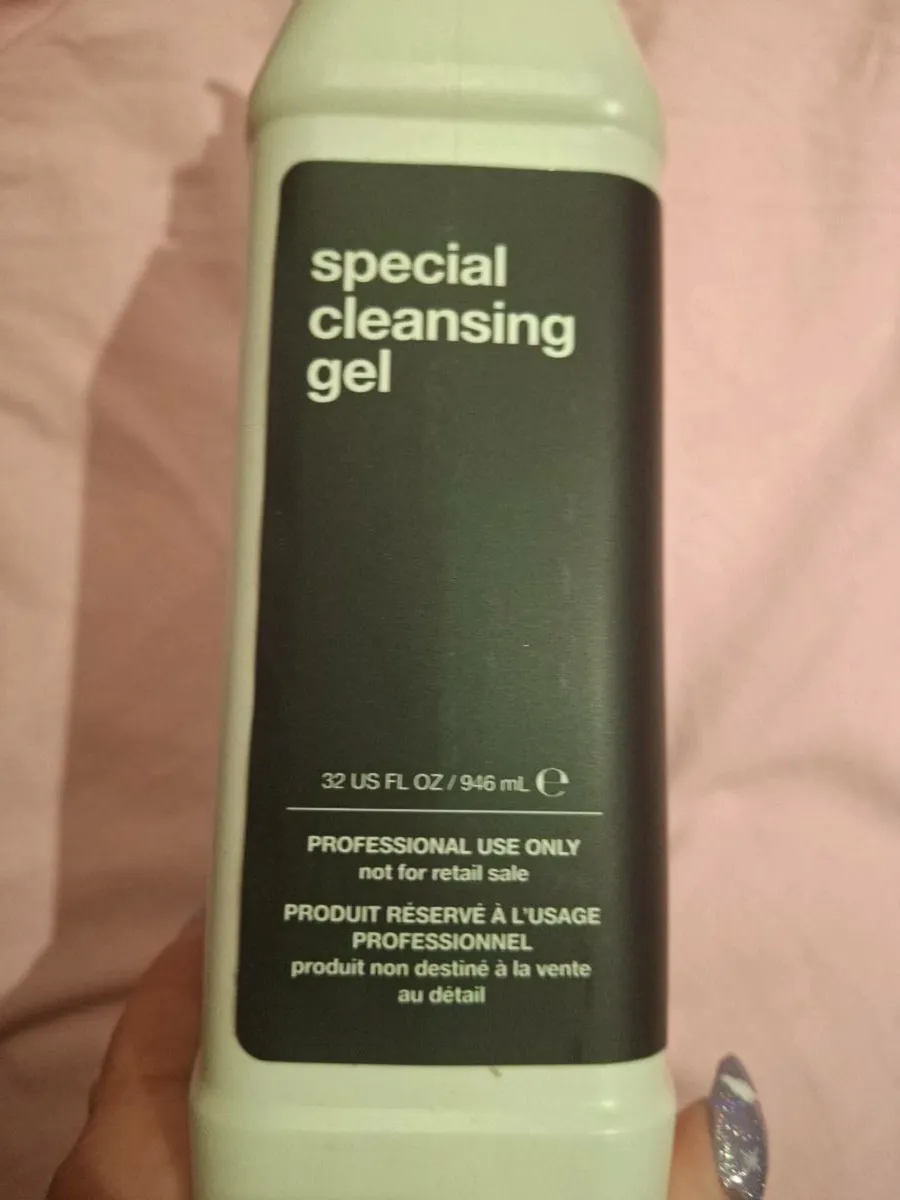 special
cleansing
gel
32 US FL OZ / 946 mL ℮
PROFESSIONAL USE ONLY
not for retail sale
PRODUIT RÉSERVÉ À L'USAGE
PROFESSIONNEL
produit non destiné à la vente
au détail